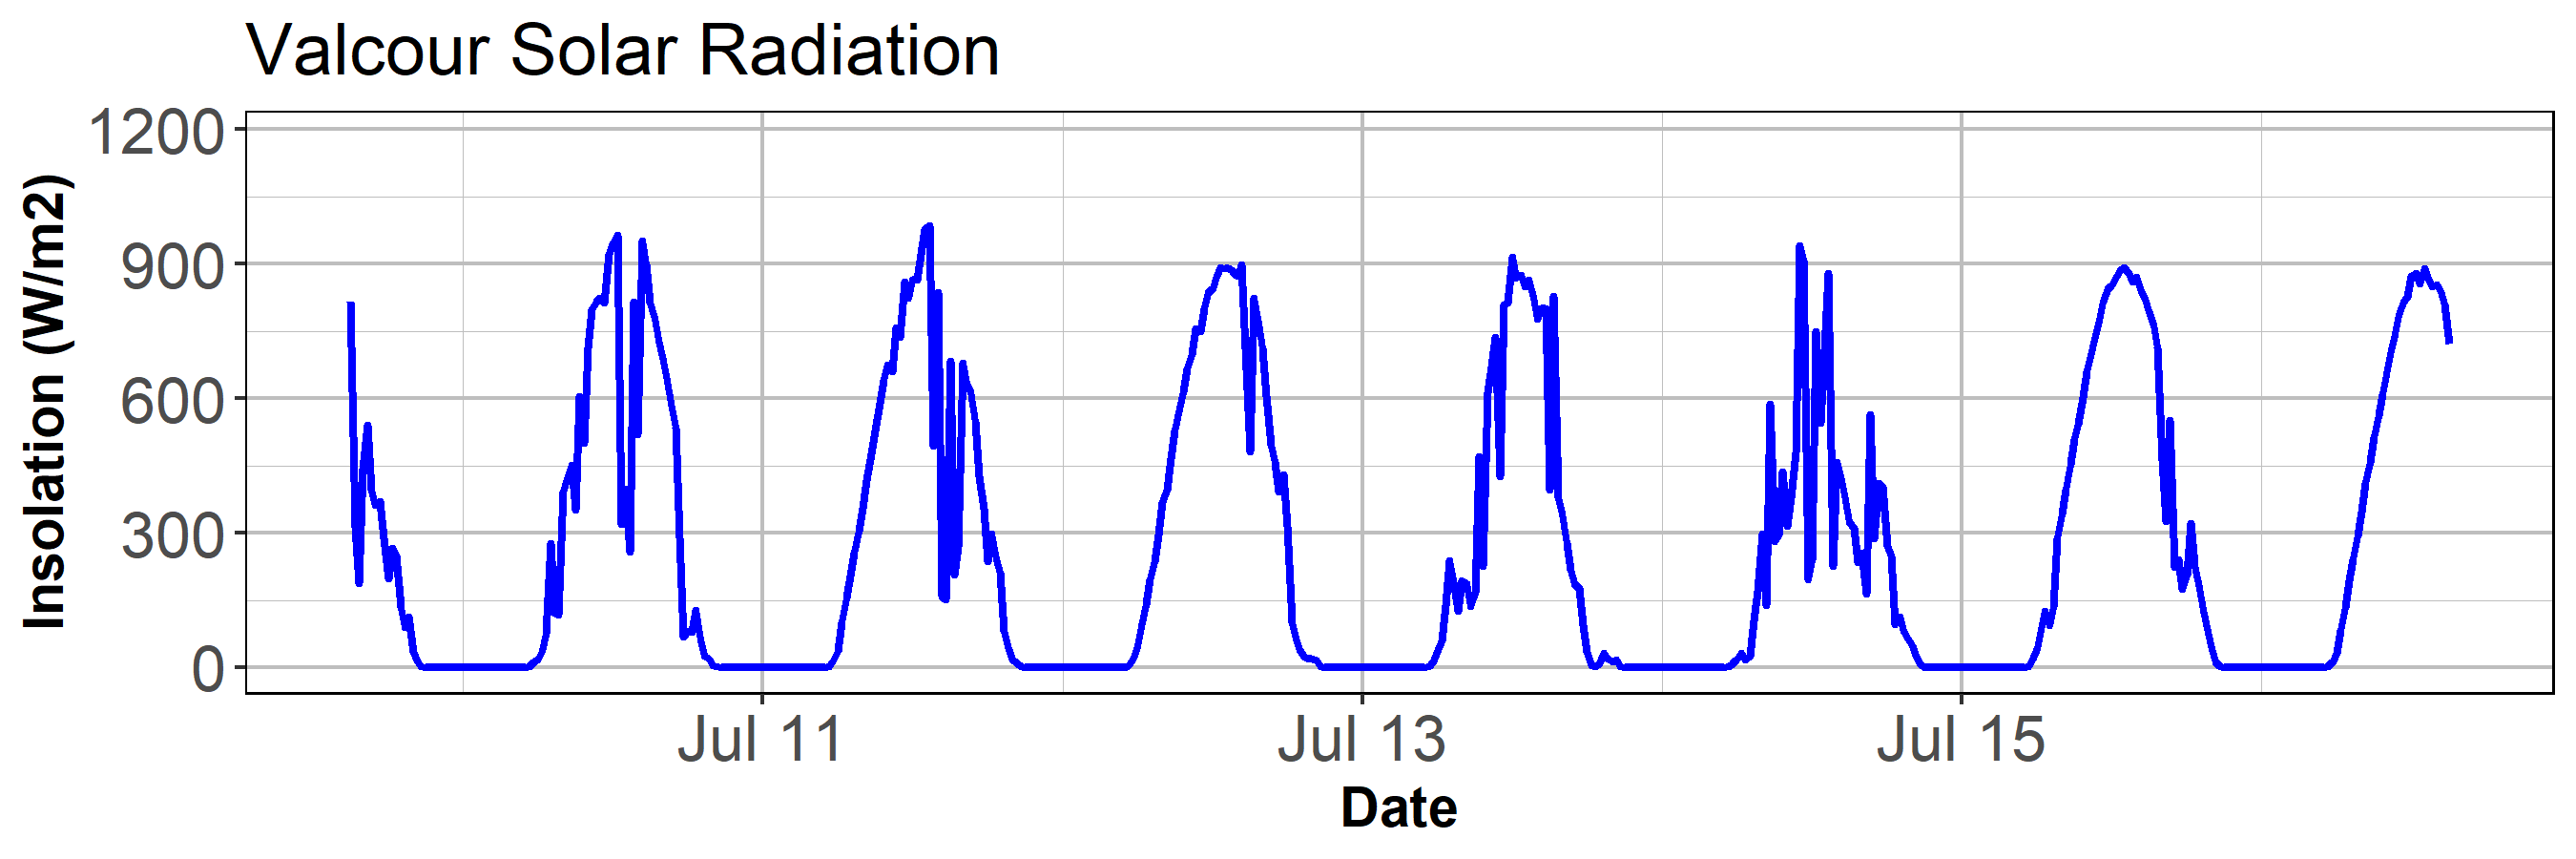 Valcour Solar Radiation
1200
900
600
300
0
Insolation (W/m2)
Jul 11
Jul 13
Jul 15
Date